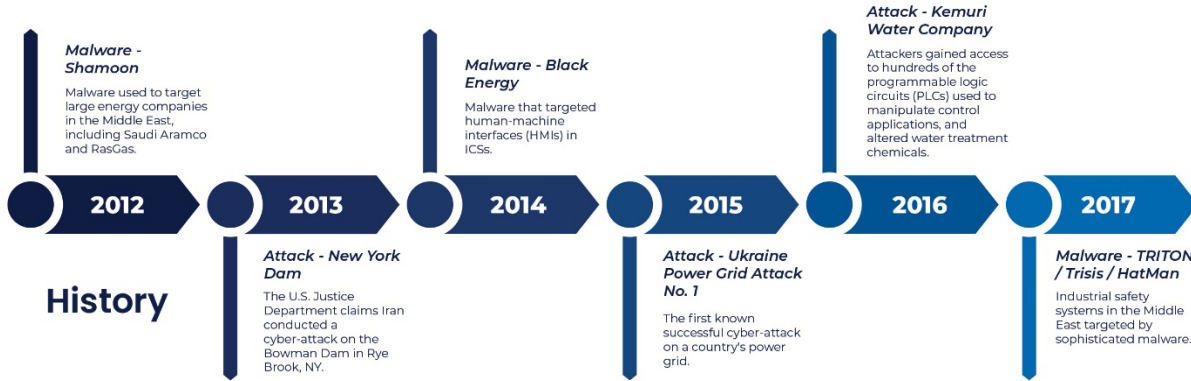 Malware -
Shamoon
Malware used to target
large energy companies
in the Middle East,
including Saudi Aramco
and RasGas.
Malware - Black
Energy
Malware that targeted
human-machine
interfaces (HMIs) in
ICSs.
Attack - Kemuri
Water Company
Attackers gained access
to hundreds of the
programmable logic
circuits (PLCs) used to
manipulate control
applications, and
altered water treatment
chemicals.
2012
2013
2014
2015
2016
2017
History
Attack - New York
Dam
The U.S. Justice
Department claims Iran
conducted a
cyber-attack on the
Bowman Dam in Rye
Brook, NY.
Attack - Ukraine
Power Grid Attack
No. 1
The first known
successful cyber-attack
on a country's power
grid.
Malware - TRITON
/ Trisis / HatMan
Industrial safety
systems in the Middle
East targeted by
sophisticated malware.